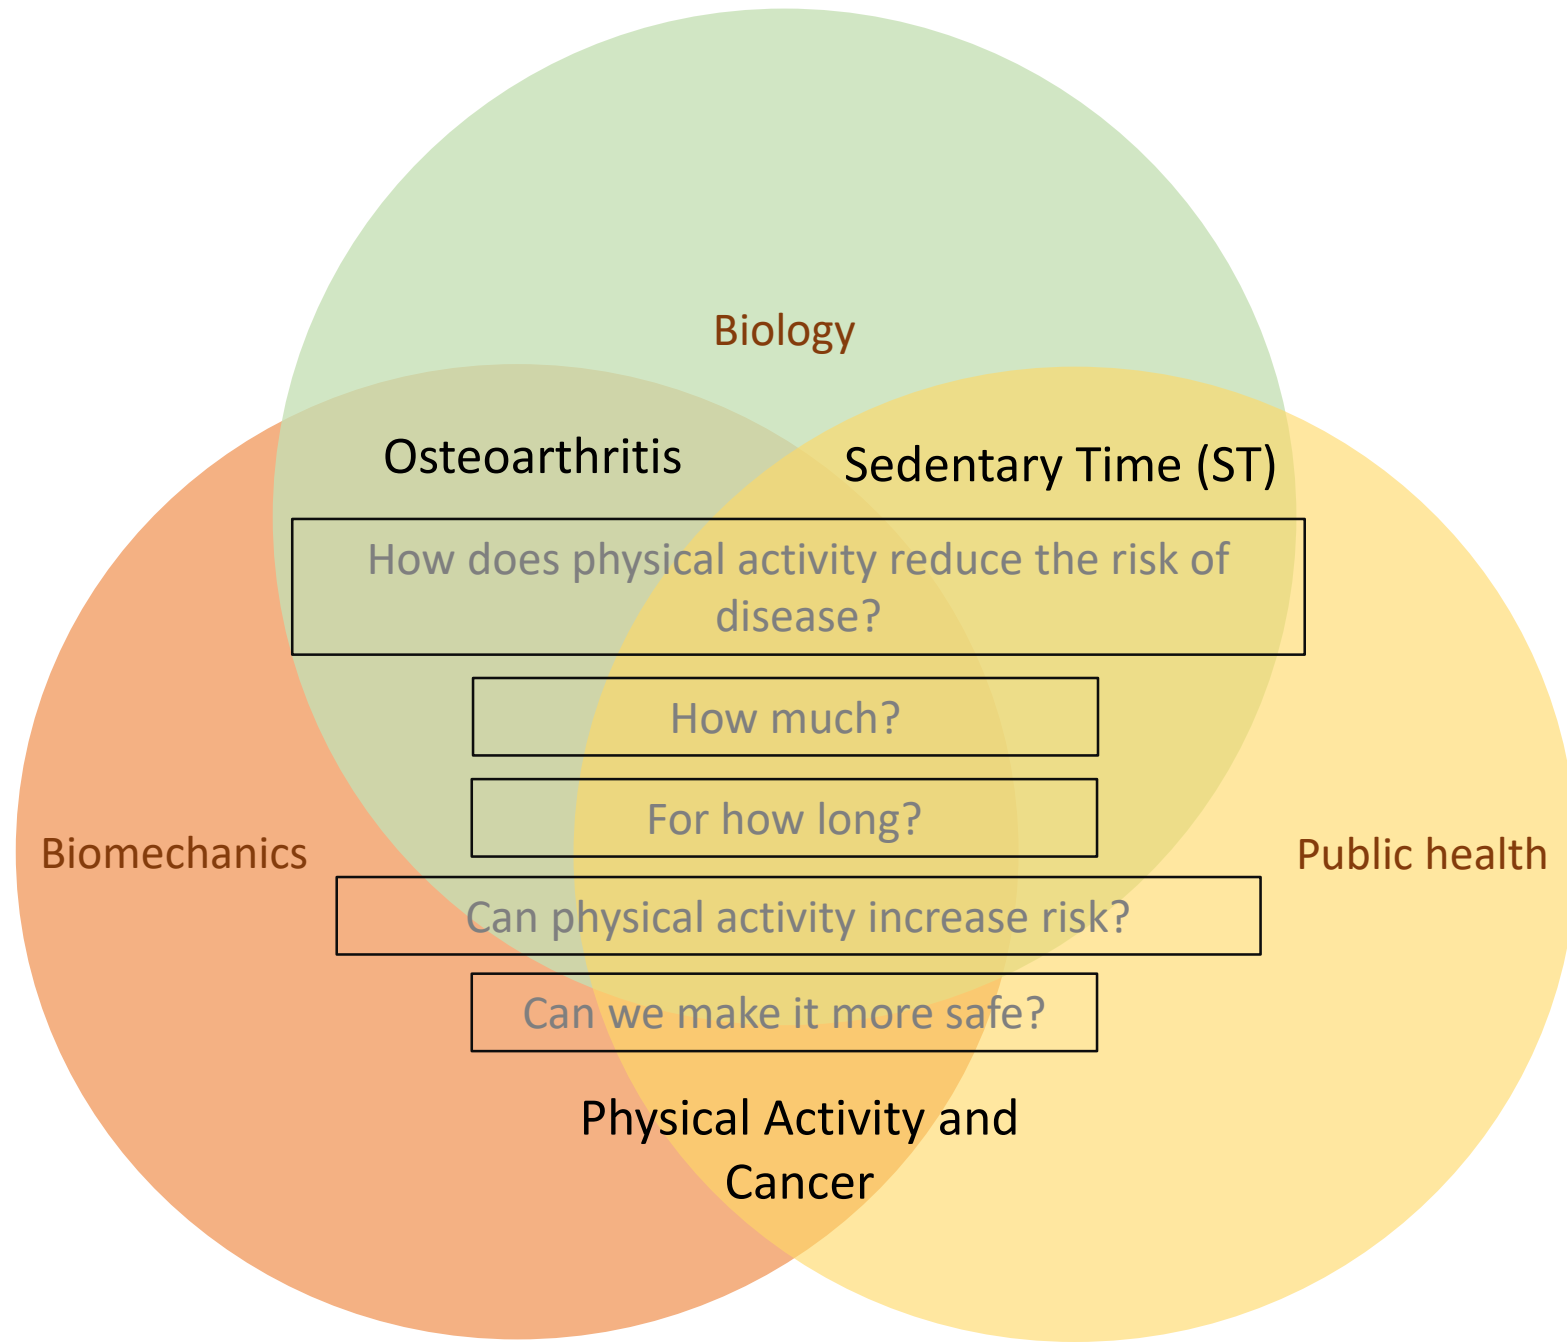 Biology
Osteoarthritis
Sedentary Time (ST)
How does physical activity reduce the risk of
disease?
How much?
For how long?
Biomechanics
Public health
Can physical activity increase risk?
Can we make it more safe?
Physical Activity and
Cancer